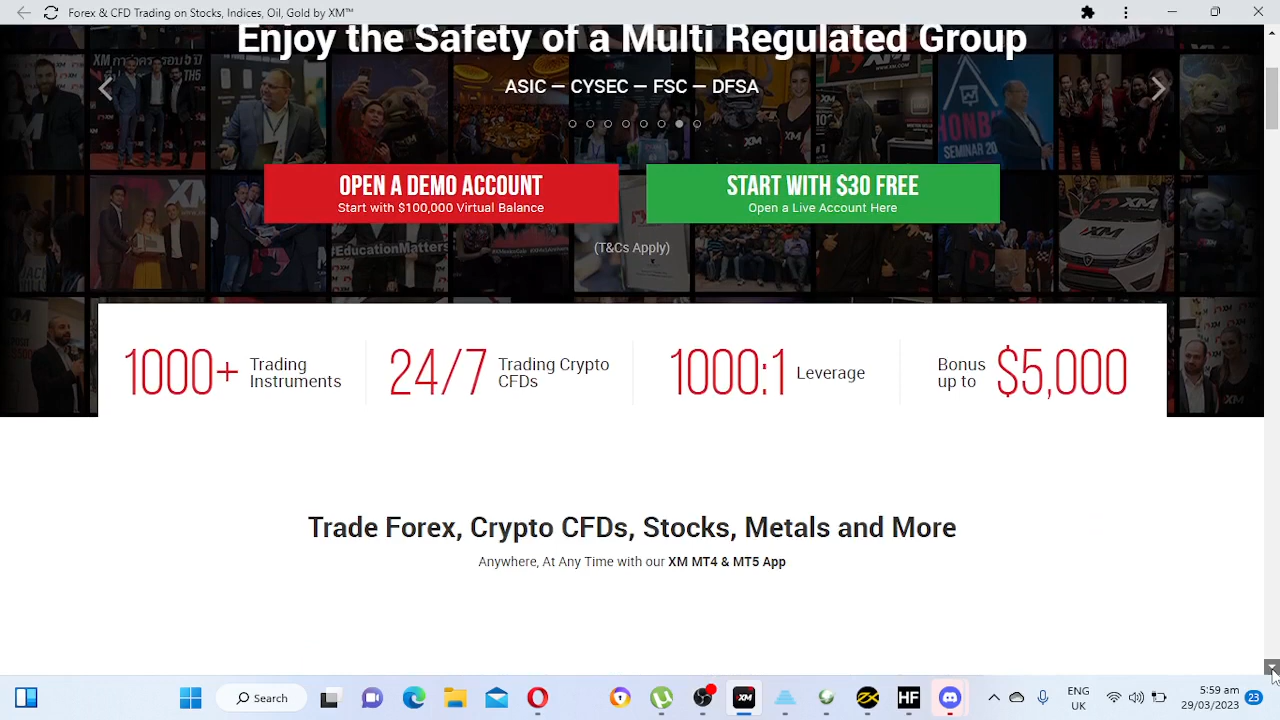 Forex & CFD Trading on Stocks, Indices, Oil, Gold by XM™
Enjoy the Safety of a Multi Regulated Group
ASIC — CYSEC — FSC — DFSA
OPEN A DEMO ACCOUNT
Start with $100,000 Virtual Balance
START WITH $30 FREE
Open a Live Account Here
(T&Cs Apply)
#EducationMatters
SEMINAR 20
1000+ Trading
Instruments
24/7 Trading Crypto
CFDs
1000:1 Leverage
Bonus
up to $5,000
Trade Forex, Crypto CFDs, Stocks, Metals and More
Anywhere, At Any Time with our XM MT4 & MT5 App
Search
XM
HF
ENG
UK
5:59 am
29/03/2023
23